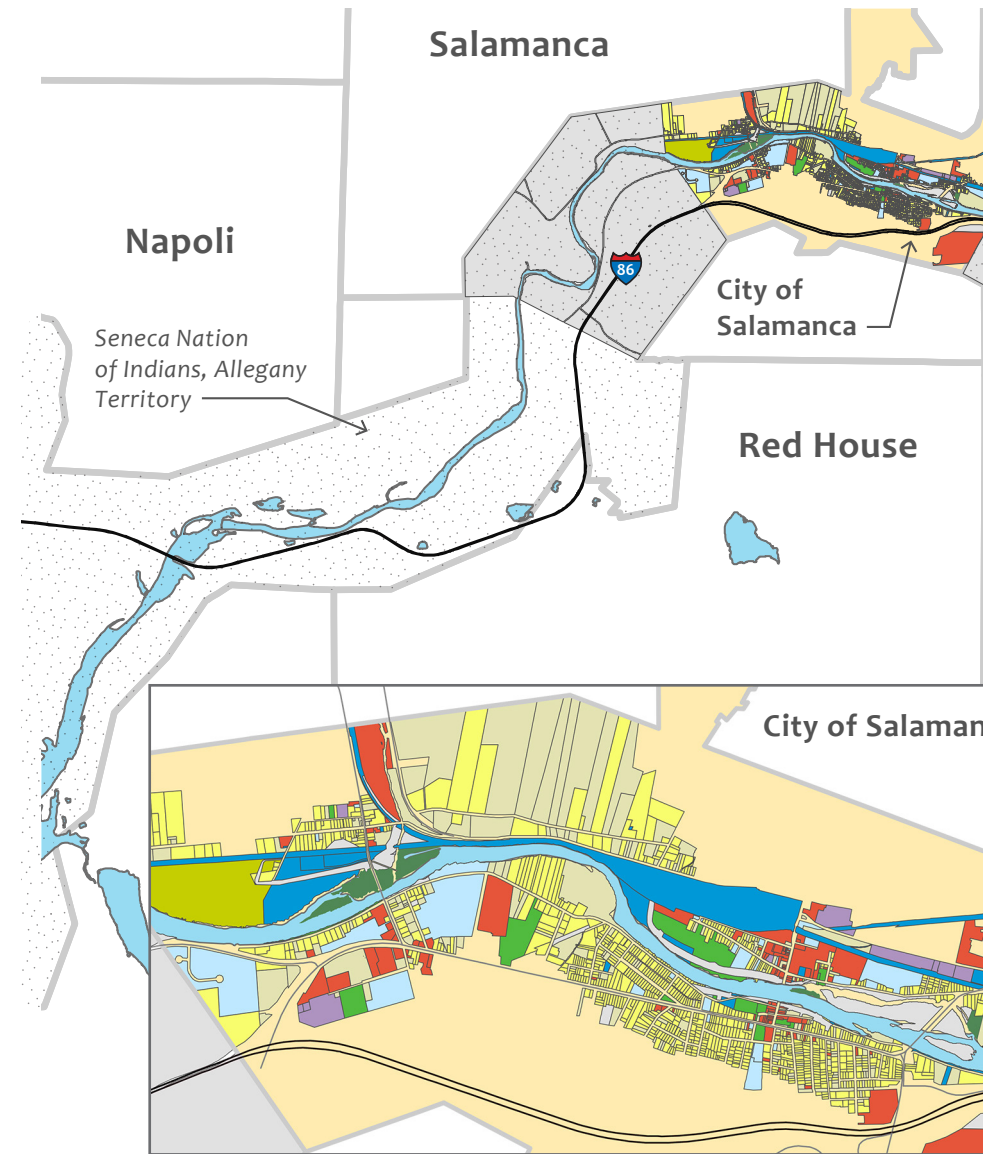 Salamanca
Napoli
86
City of
Salamanca
Seneca Nation
of Indians, Allegany
Territory
Red House
City of Salaman